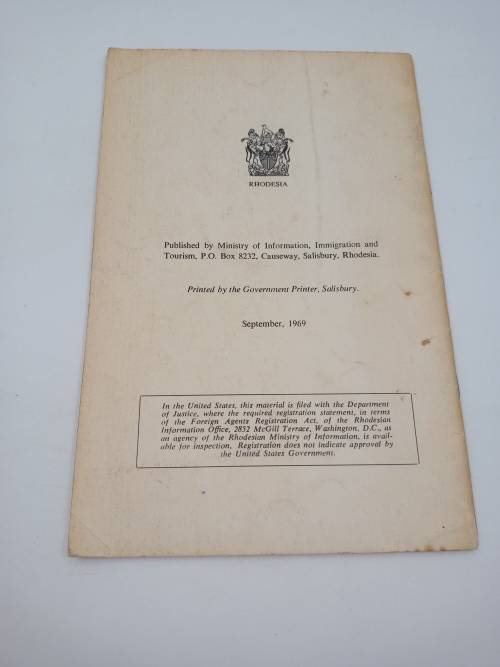 RHODESIA
Published by Ministry of Information, Immigration and
Tourism, P.O. Box 8232, Causeway, Salisbury, Rhodesia.
Printed by the Government Printer, Salisbury.
September, 1969
In the United States, this material is filed with the Department
of Justice, where the required registration statement, in terms
of the Foreign Agents Registration Act, of the Rhodesian
Information Office, 2852 McGill Terrace, Washington, D.C., as
an agency of the Rhodesian Ministry of Information, is avail-
able for inspection. Registration does not indicate approval by
the United States Government.